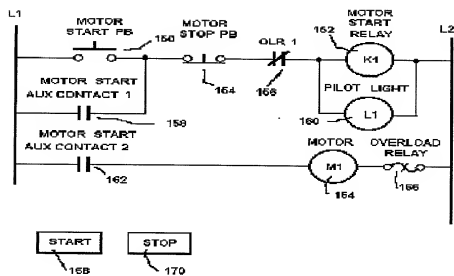 L1
L2
MOTOR
START PB
150
MOTOR
STOP PB
154
OLR 1
156
MOTOR
START
RELAY
152
K1
PILOT LIGHT
160
L1
MOTOR START
AUX CONTACT 1
158
MOTOR START
AUX CONTACT 2
162
MOTOR
M1
164
OVERLOAD
RELAY
166
START
168
STOP
170